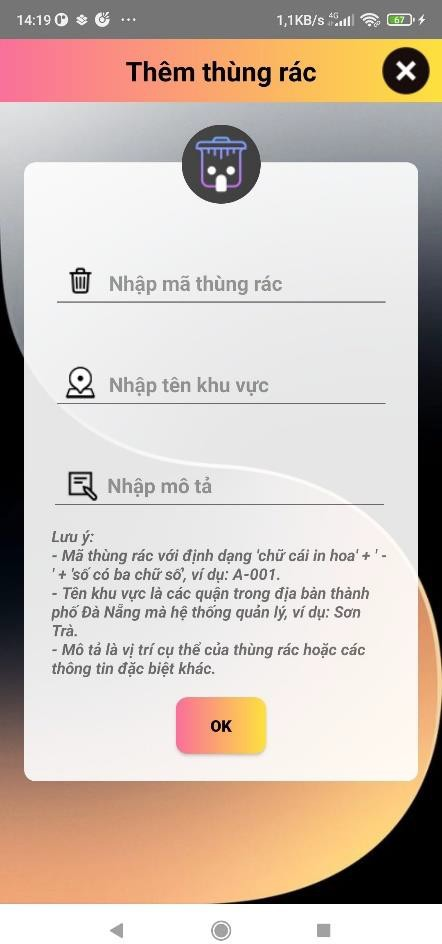 14:19 ... 1,1KB/s 4G 67
Thêm thùng rác
Nhập mã thùng rác
Nhập tên khu vực
Nhập mô tả
Lưu ý:
- Mã thùng rác với định dạng 'chữ cái in hoa' + ' -
' + 'số có ba chữ số', ví dụ: A-001.
- Tên khu vực là các quận trong địa bàn thành
phố Đà Nẵng mà hệ thống quản lý, ví dụ: Sơn
Trà.
- Mô tả là vị trí cụ thể của thùng rác hoặc các
thông tin đặc biệt khác.
OK